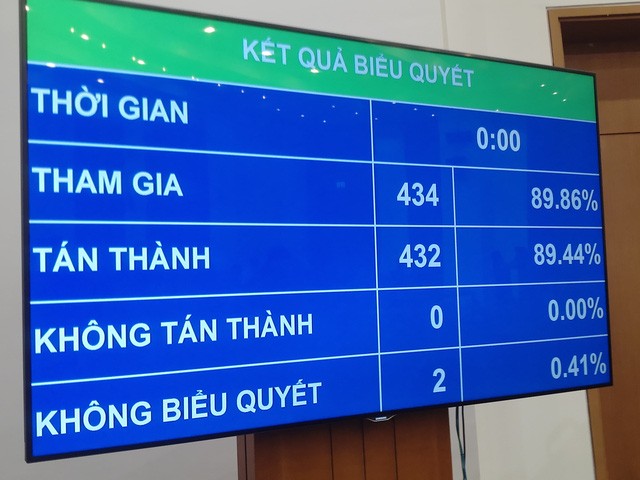 KẾT QUẢ BIỂU QUYẾT
THỜI GIAN 0:00
THAM GIA 434 89.86%
TÁN THÀNH 432 89.44%
KHÔNG TÁN THÀNH 0 0.00%
KHÔNG BIỂU QUYẾT 2 0.41%